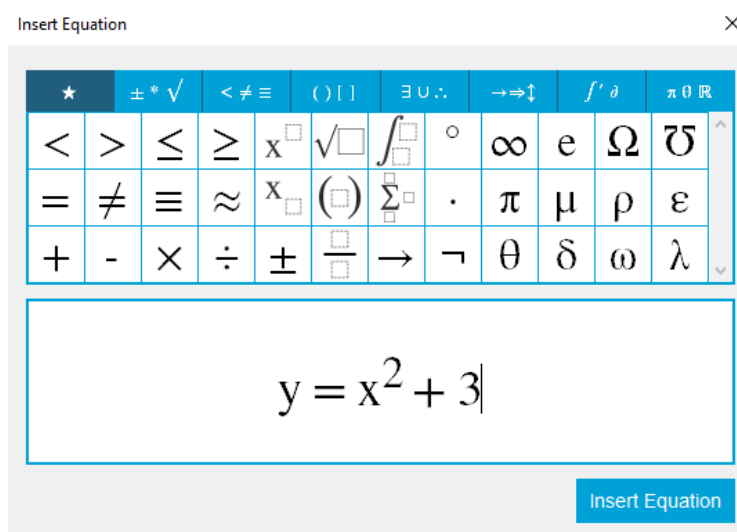 Insert Equation ×
★ ± * √ < ≠ ≡ ( ) [ ] ∃ ∪ ∴ →⇒↕ ∫ ′ ∂ π θ ℝ
< > ≤ ≥ x□ √□ ∫□□ ° ∞ e Ω ℧
= ≠ ≡ ≈ x□ (□) Σ□ · π μ ρ ε
+ - × ÷ ± □/□ → ¬ θ δ ω λ
y = x² + 3
Insert Equation